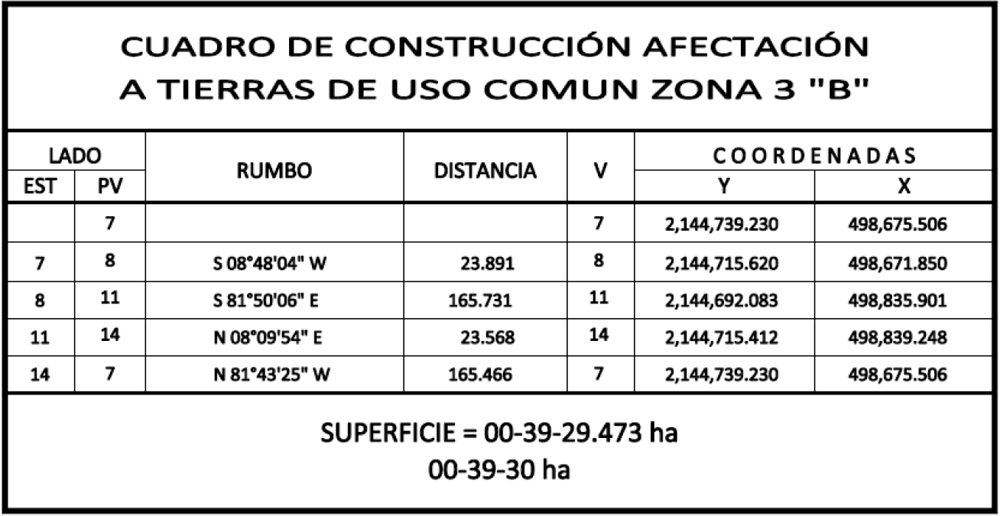 CUADRO DE CONSTRUCCIÓN AFECTACIÓN
A TIERRAS DE USO COMUN ZONA 3 "B"
LADO RUMBO DISTANCIA V COORDENADAS
EST PV Y X
7 7 2,144,739.230 498,675.506
7 8 S 08°48'04" W 23.891 8 2,144,715.620 498,671.850
8 11 S 81°50'06" E 165.731 11 2,144,692.083 498,835.901
11 14 N 08°09'54" E 23.568 14 2,144,715.412 498,839.248
14 7 N 81°43'25" W 165.466 7 2,144,739.230 498,675.506
SUPERFICIE = 00-39-29.473 ha
00-39-30 ha